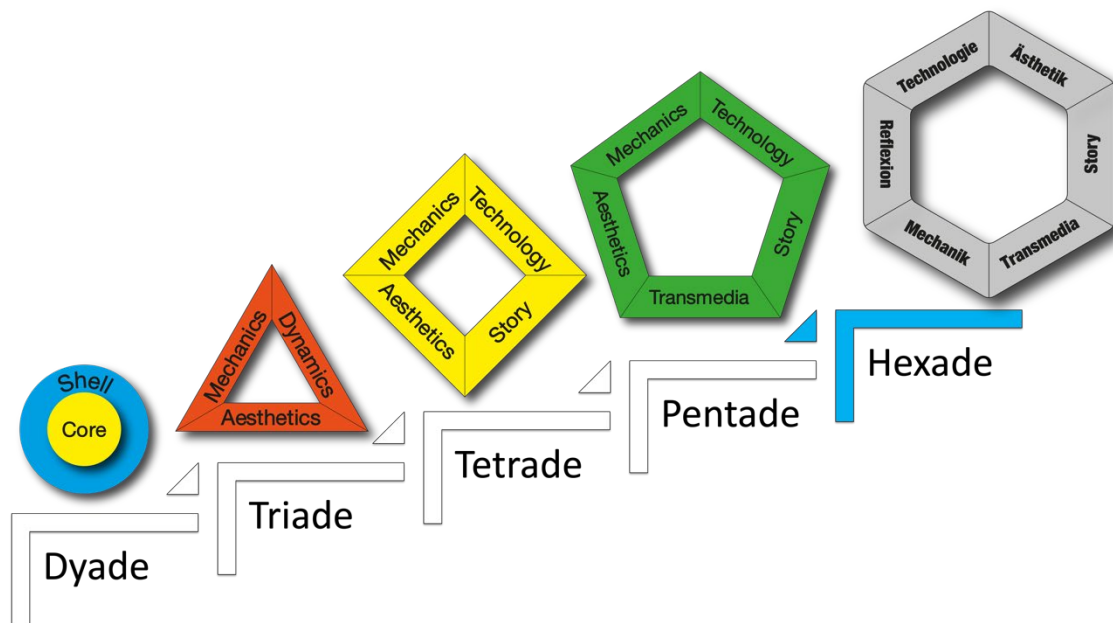 Shell
Core
Dyade
Mechanics
Dynamics
Aesthetics
Triade
Mechanics
Technology
Aesthetics
Story
Tetrade
Mechanics
Technology
Aesthetics
Story
Transmedia
Pentade
Technologie
Ästhetik
Reflexion
Story
Mechanik
Transmedia
Hexade